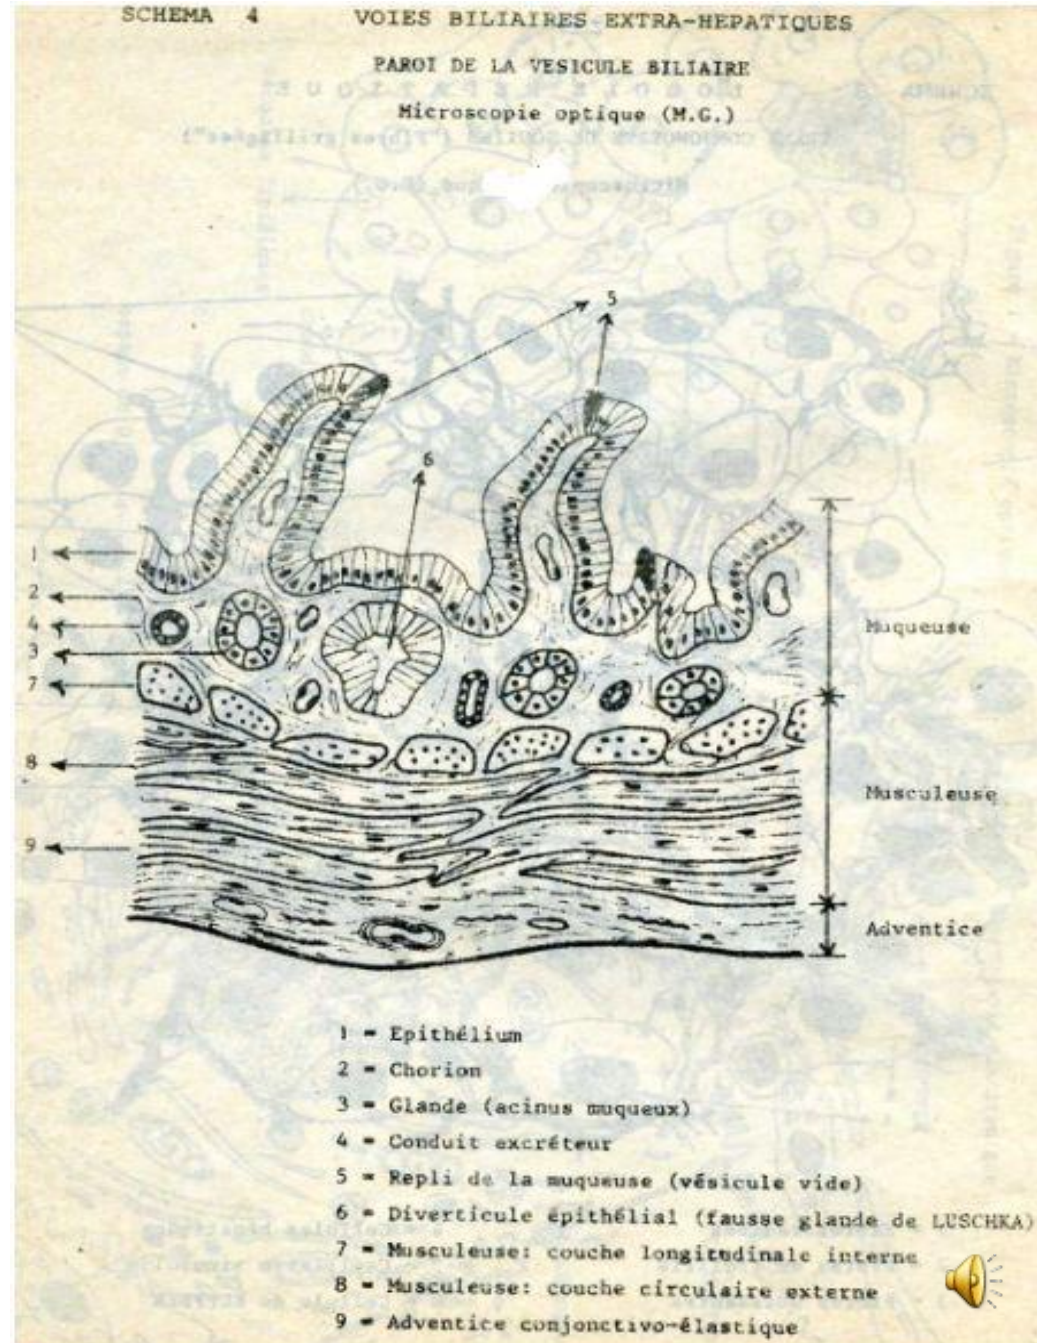 SCHEMA 4 VOIES BILIAIRES EXTRA-HEPATIQUES
PAROI DE LA VESICULE BILIAIRE
Microscopie optique (M.G.)
5
6
1
2
4
3
7
8
9
Muqueuse
Musculeuse
Adventice
1 = Epithélium
2 = Chorion
3 = Glande (acinus muqueux)
4 = Conduit excréteur
5 = Repli de la muqueuse (vésicule vide)
6 = Diverticule épithélial (fausse glande de LUSCHKA)
7 = Musculeuse: couche longitudinale interne
8 = Musculeuse: couche circulaire externe
9 = Adventice conjonctivo-élastique